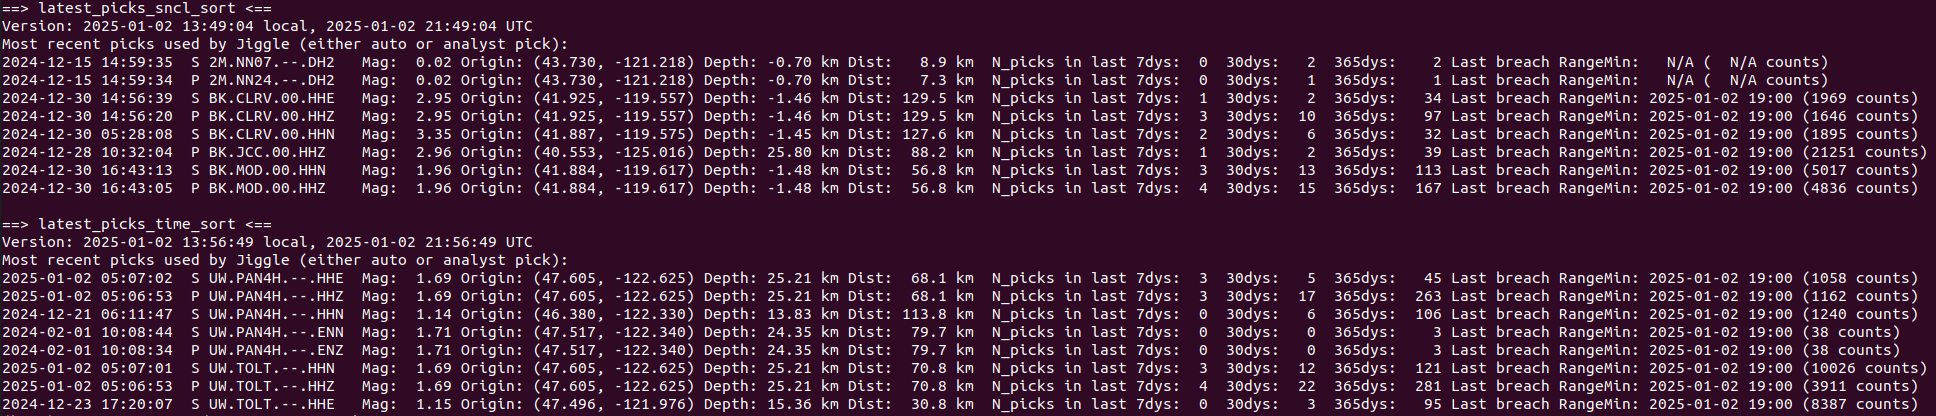 ==> latest_picks_sncl_sort <==
Version: 2025-01-02 13:49:04 local, 2025-01-02 21:49:04 UTC
Most recent picks used by Jiggle (either auto or analyst pick):
2024-12-15 14:59:35  S 2M.NN07.--.DH2   Mag:  0.02 Origin: (43.730, -121.218) Depth: -0.70 km Dist:   8.9 km  N_picks in last 7dys:  0  30dys:  2  365dys:   2 Last breach RangeMin:   N/A (  N/A counts)
2024-12-15 14:59:34  P 2M.NN24.--.DH2   Mag:  0.02 Origin: (43.730, -121.218) Depth: -0.70 km Dist:   7.3 km  N_picks in last 7dys:  0  30dys:  1  365dys:   1 Last breach RangeMin:   N/A (  N/A counts)
2024-12-30 14:56:39  S BK.CLRV.00.HHE   Mag:  2.95 Origin: (41.925, -119.557) Depth: -1.46 km Dist: 129.5 km  N_picks in last 7dys:  1  30dys:  2  365dys:  34 Last breach RangeMin: 2025-01-02 19:00 (1969 counts)
2024-12-30 14:56:20  P BK.CLRV.00.HHZ   Mag:  2.95 Origin: (41.925, -119.557) Depth: -1.46 km Dist: 129.5 km  N_picks in last 7dys:  3  30dys:  10  365dys:  97 Last breach RangeMin: 2025-01-02 19:00 (1646 counts)
2024-12-30 05:28:08  S BK.CLRV.00.HHN   Mag:  3.35 Origin: (41.887, -119.575) Depth: -1.45 km Dist: 127.6 km  N_picks in last 7dys:  2  30dys:  6  365dys:  32 Last breach RangeMin: 2025-01-02 19:00 (1895 counts)
2024-12-28 10:32:04  P BK.JCC.00.HHZ    Mag:  2.96 Origin: (40.553, -125.016) Depth: 25.80 km Dist:  88.2 km  N_picks in last 7dys:  1  30dys:  2  365dys:  39 Last breach RangeMin: 2025-01-02 19:00 (21251 counts)
2024-12-30 16:43:13  S BK.MOD.00.HHN    Mag:  1.96 Origin: (41.884, -119.617) Depth: -1.48 km Dist:  56.8 km  N_picks in last 7dys:  3  30dys:  13  365dys:  113 Last breach RangeMin: 2025-01-02 19:00 (5017 counts)
2024-12-30 16:43:05  P BK.MOD.00.HHZ    Mag:  1.96 Origin: (41.884, -119.617) Depth: -1.48 km Dist:  56.8 km  N_picks in last 7dys:  4  30dys:  15  365dys:  167 Last breach RangeMin: 2025-01-02 19:00 (4836 counts)
==> latest_picks_time_sort <==
Version: 2025-01-02 13:56:49 local, 2025-01-02 21:56:49 UTC
Most recent picks used by Jiggle (either auto or analyst pick):
2025-01-02 05:07:02  S UW.PAN4H.--.HHE  Mag:  1.69 Origin: (47.605, -122.625) Depth: 25.21 km Dist:  68.1 km  N_picks in last 7dys:  3  30dys:  5  365dys:  45 Last breach RangeMin: 2025-01-02 19:00 (1058 counts)
2025-01-02 05:06:53  P UW.PAN4H.--.HHZ  Mag:  1.69 Origin: (47.605, -122.625) Depth: 25.21 km Dist:  68.1 km  N_picks in last 7dys:  3  30dys:  17  365dys:  263 Last breach RangeMin: 2025-01-02 19:00 (1162 counts)
2024-12-21 06:11:47  S UW.PAN4H.--.HHN  Mag:  1.14 Origin: (46.380, -122.330) Depth: 13.83 km Dist: 113.8 km  N_picks in last 7dys:  0  30dys:  6  365dys:  106 Last breach RangeMin: 2025-01-02 19:00 (1240 counts)
2024-02-01 10:08:44  S UW.PAN4H.--.ENN  Mag:  1.71 Origin: (47.517, -122.340) Depth: 24.35 km Dist:  79.7 km  N_picks in last 7dys:  0  30dys:  0  365dys:  3 Last breach RangeMin: 2025-01-02 19:00 (38 counts)
2024-02-01 10:08:34  P UW.PAN4H.--.ENZ  Mag:  1.71 Origin: (47.517, -122.340) Depth: 24.35 km Dist:  79.7 km  N_picks in last 7dys:  0  30dys:  0  365dys:  3 Last breach RangeMin: 2025-01-02 19:00 (38 counts)
2025-01-02 05:07:01  S UW.TOLT.--.HHN   Mag:  1.69 Origin: (47.605, -122.625) Depth: 25.21 km Dist:  70.8 km  N_picks in last 7dys:  3  30dys:  12  365dys:  121 Last breach RangeMin: 2025-01-02 19:00 (10026 counts)
2025-01-02 05:06:53  P UW.TOLT.--.HHZ   Mag:  1.69 Origin: (47.605, -122.625) Depth: 25.21 km Dist:  70.8 km  N_picks in last 7dys:  4  30dys:  22  365dys:  281 Last breach RangeMin: 2025-01-02 19:00 (3911 counts)
2024-12-23 17:20:07  S UW.TOLT.--.HHE   Mag:  1.15 Origin: (47.496, -121.976) Depth: 15.36 km Dist:  30.8 km  N_picks in last 7dys:  0  30dys:  3  365dys:  95 Last breach RangeMin: 2025-01-02 19:00 (8387 counts)